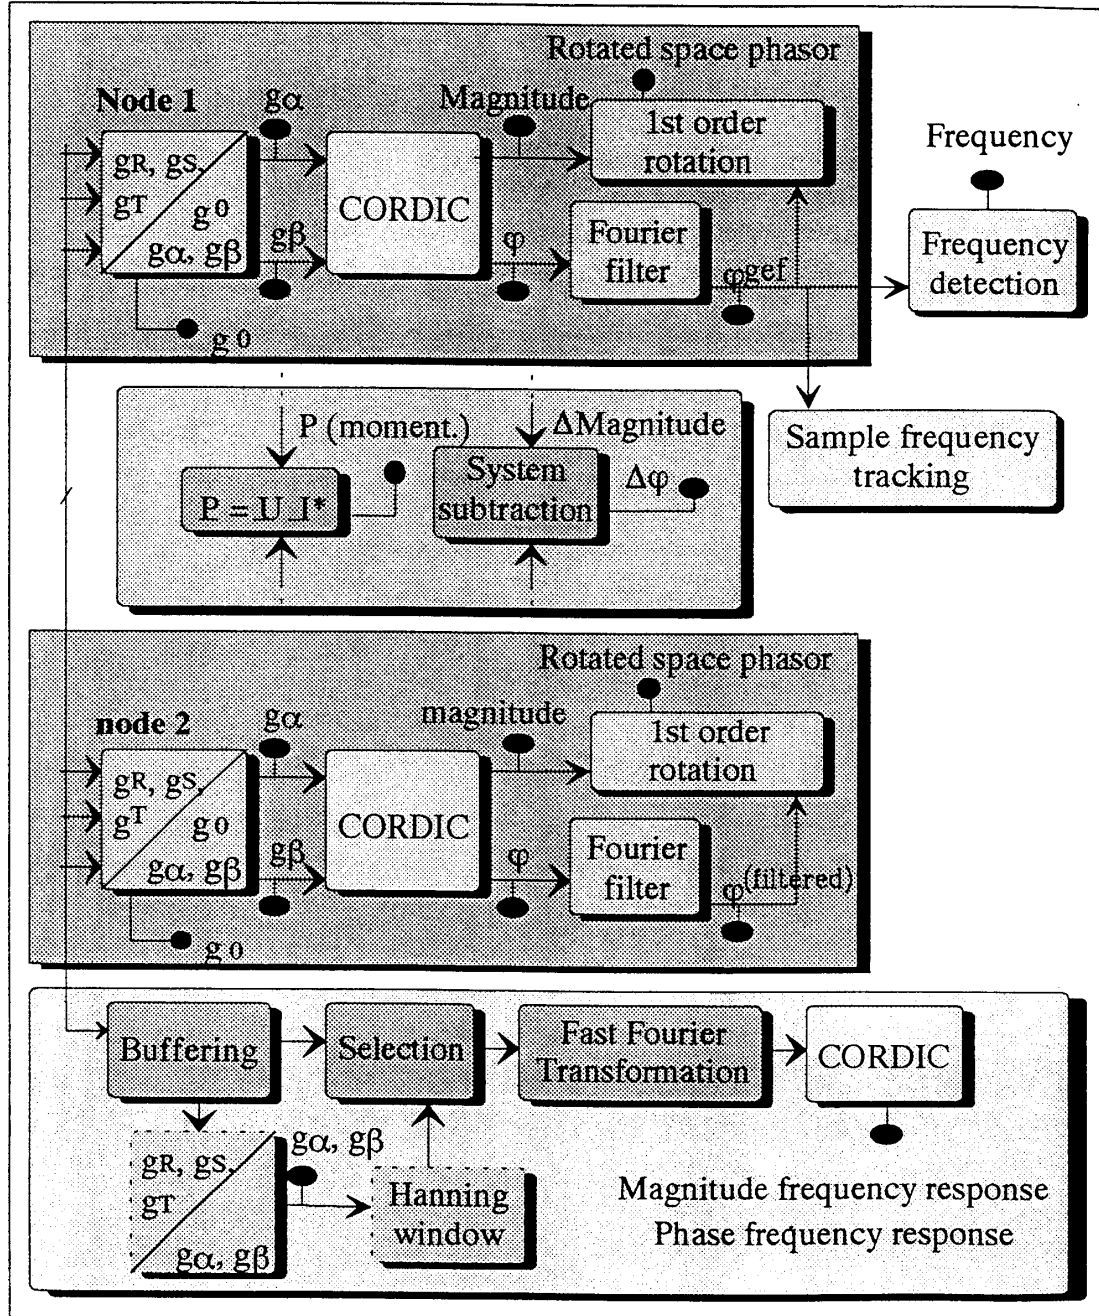 Rotated space phasor
Node 1
gα
Magnitude
1st order
rotation
Frequency
gR, gS,
gT
g0
gα, gβ
CORDIC
gβ
φ
Fourier
filter
φgef
Frequency
detection
g0
P (moment.)
ΔMagnitude
Sample frequency
tracking
P = U I*
System
subtraction
Δφ
Rotated space phasor
node 2
gα
magnitude
1st order
rotation
gR, gS,
gT
g0
gα, gβ
CORDIC
gβ
φ
Fourier
filter
φ(filtered)
g0
Buffering
Selection
Fast Fourier
Transformation
CORDIC
gR, gS,
gT
gα, gβ
gα, gβ
Hanning
window
Magnitude frequency response
Phase frequency response